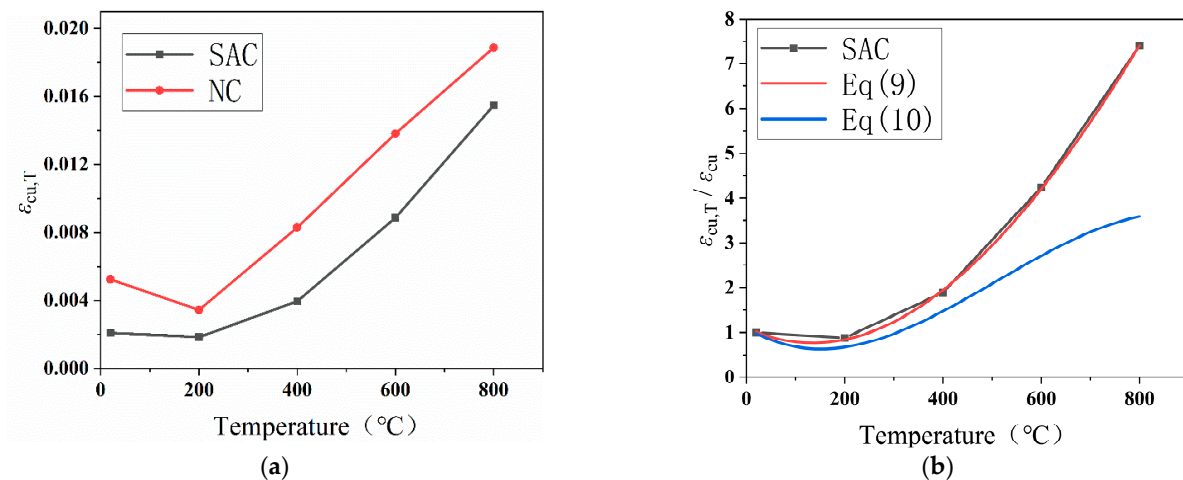 0.020
0.016
0.012
0.008
0.004
0.000
εcu,T
SAC
NC
0 200 400 600 800
Temperature（℃）
(a)
8
7
6
5
4
3
2
1
0
εcu,T / εcu
SAC
Eq(9)
Eq(10)
0 200 400 600 800
Temperature（℃）
(b)